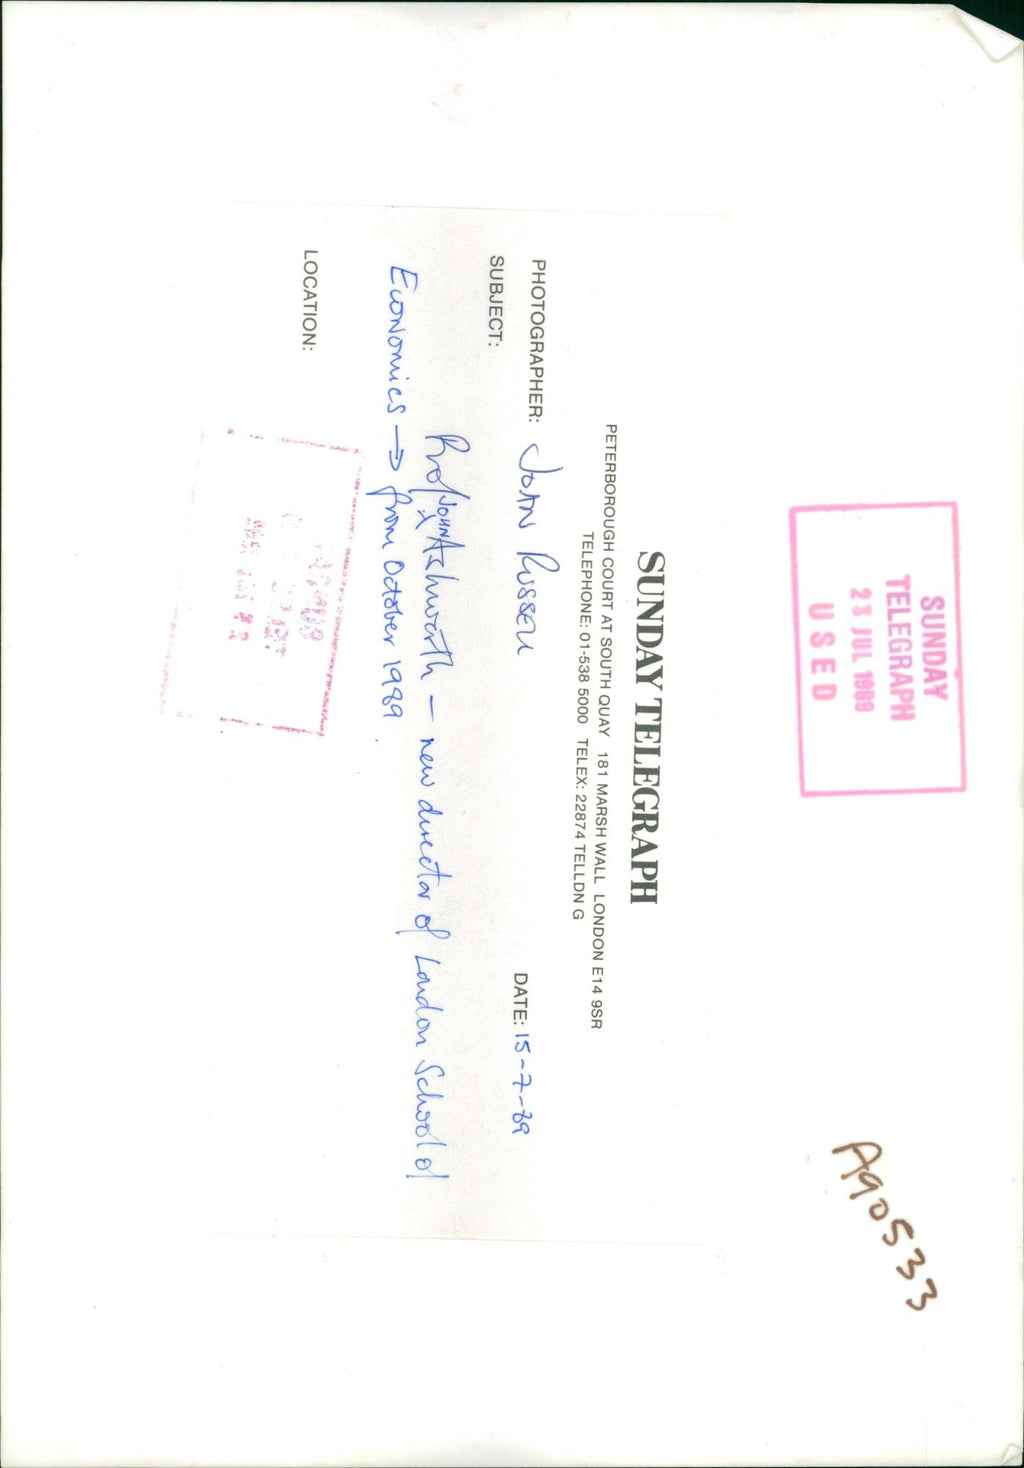 SUNDAY
TELEGRAPH
23 JUL 1989
USED
SUNDAY TELEGRAPH
PETERBOROUGH COURT AT SOUTH QUAY 181 MARSH WALL LONDON E14 9SR
TELEPHONE: 01-538 5000 TELEX: 22874 TELLDN G
PHOTOGRAPHER: JOHN RUSSELL DATE: 15-7-89
SUBJECT:
Prof JOHN Ashworth - new director of London School of
Economics → from October 1989.
LOCATION:
A90533